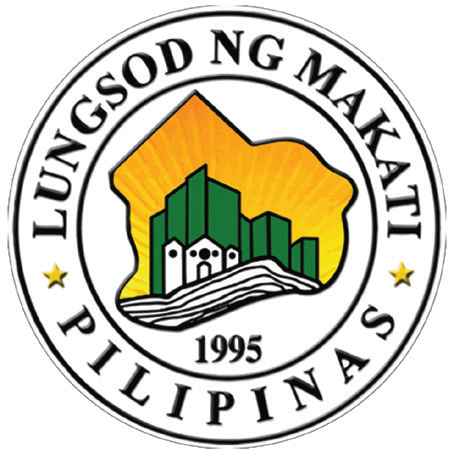 LUNGSOD NG MAKATI
1995
PILIPINAS